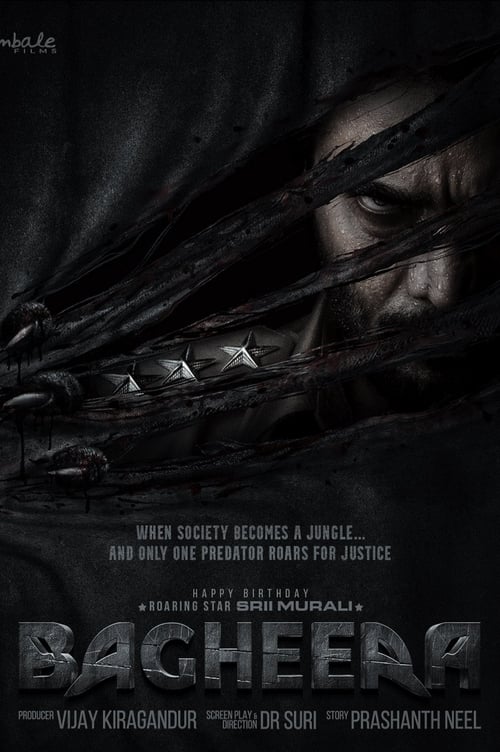 mbale
FILMS
WHEN SOCIETY BECOMES A JUNGLE...
AND ONLY ONE PREDATOR ROARS FOR JUSTICE
HAPPY BIRTHDAY
★ROARING STAR SRII MURALI★
BAGHEERA
PRODUCER VIJAY KIRAGANDUR SCREEN PLAY & DIRECTION DR SURI STORY PRASHANTH NEEL